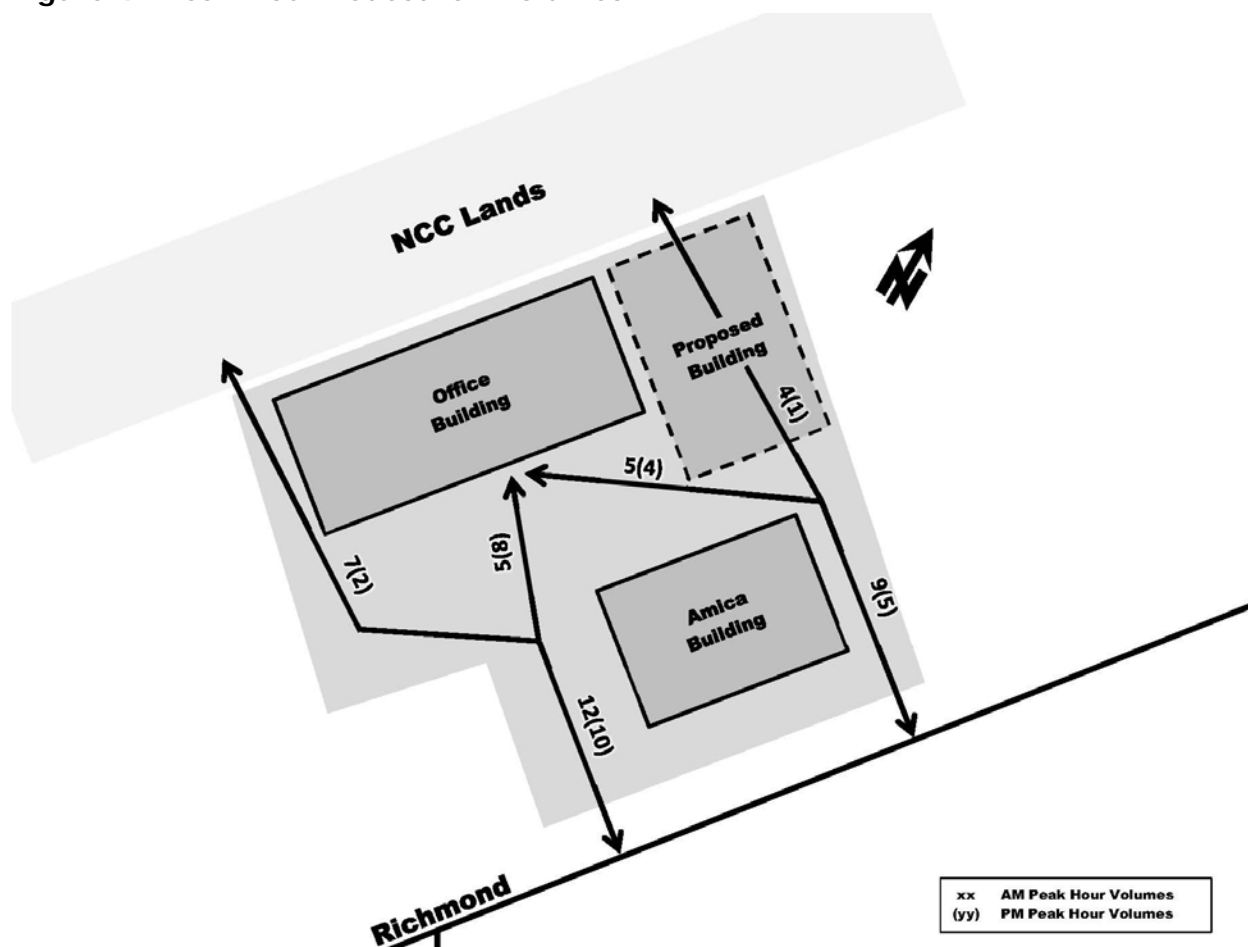 NCC Lands
N
Proposed
Building
Office
Building
4(1)
5(4)
5(8)
7(2)
9(5)
Amica
Building
12(10)
Richmond
xx AM Peak Hour Volumes
(yy) PM Peak Hour Volumes